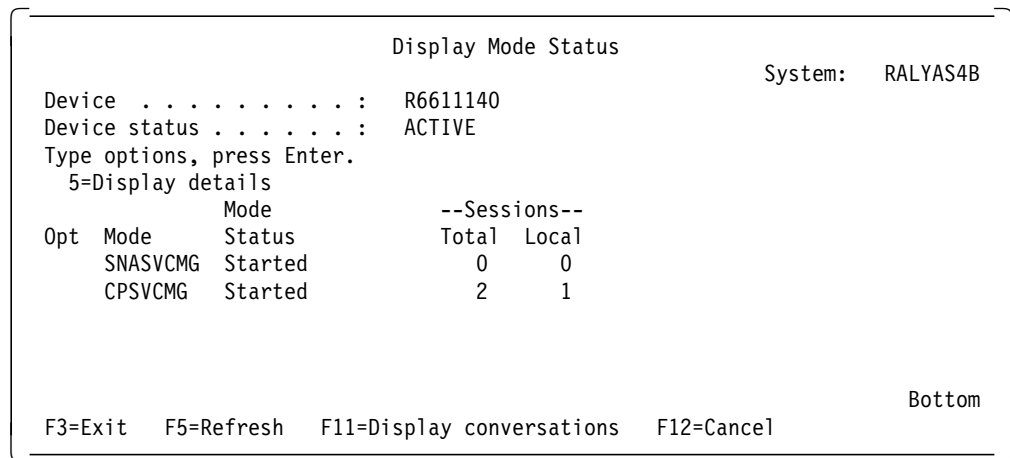 Display Mode Status
System: RALYAS4B
Device . . . . . . . . . . : R6611140
Device status . . . . . . : ACTIVE
Type options, press Enter.
5=Display details
Mode --Sessions--
Opt Mode Status Total Local
SNASVCMG Started 0 0
CPSVCMG Started 2 1
Bottom
F3=Exit F5=Refresh F11=Display conversations F12=Cancel